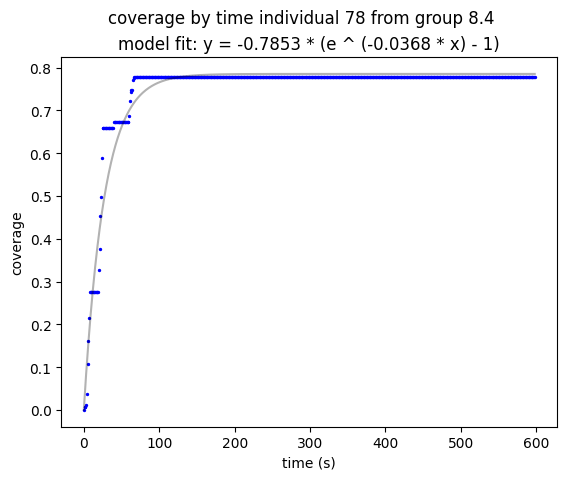 coverage by time individual 78 from group 8.4
model fit: y = -0.7853 * (e ^ (-0.0368 * x) - 1)
0.8
0.7
0.6
0.5
0.4
0.3
0.2
0.1
0.0
coverage
0 100 200 300 400 500 600
time (s)